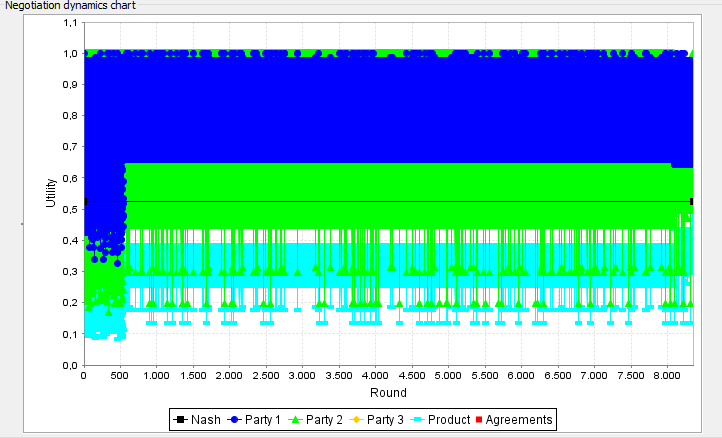 Negotiation dynamics chart
1,1
1,0
0,9
0,8
0,7
0,6
0,5
0,4
0,3
0,2
0,1
0,0
Utility
0 500 1.000 1.500 2.000 2.500 3.000 3.500 4.000 4.500 5.000 5.500 6.000 6.500 7.000 7.500 8.000
Round
Nash Party 1 Party 2 Party 3 Product Agreements